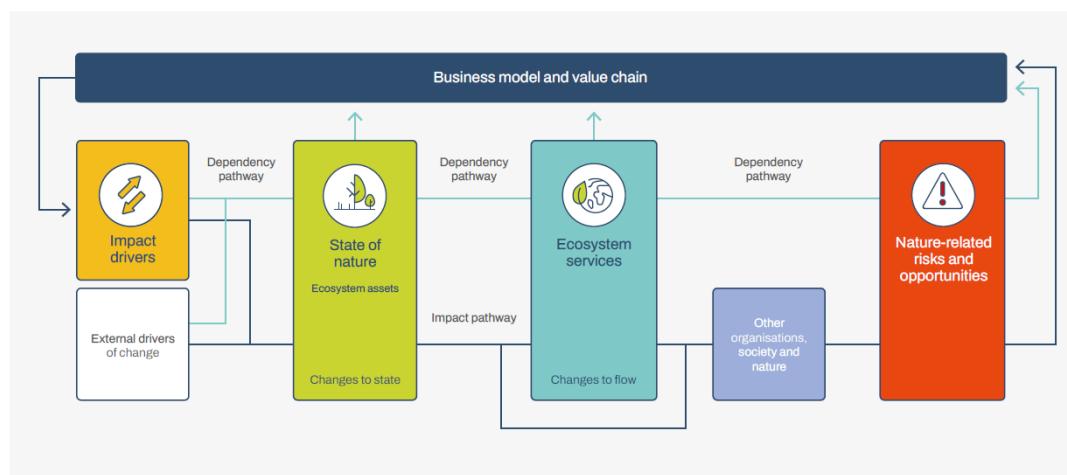 Business model and value chain
Dependency
pathway
Dependency
pathway
Dependency
pathway
Impact
drivers
State of
nature
Ecosystem assets
Ecosystem
services
Nature-related
risks and
opportunities
External drivers
of change
Impact pathway
Other
organisations,
society and
nature
Changes to state
Changes to flow